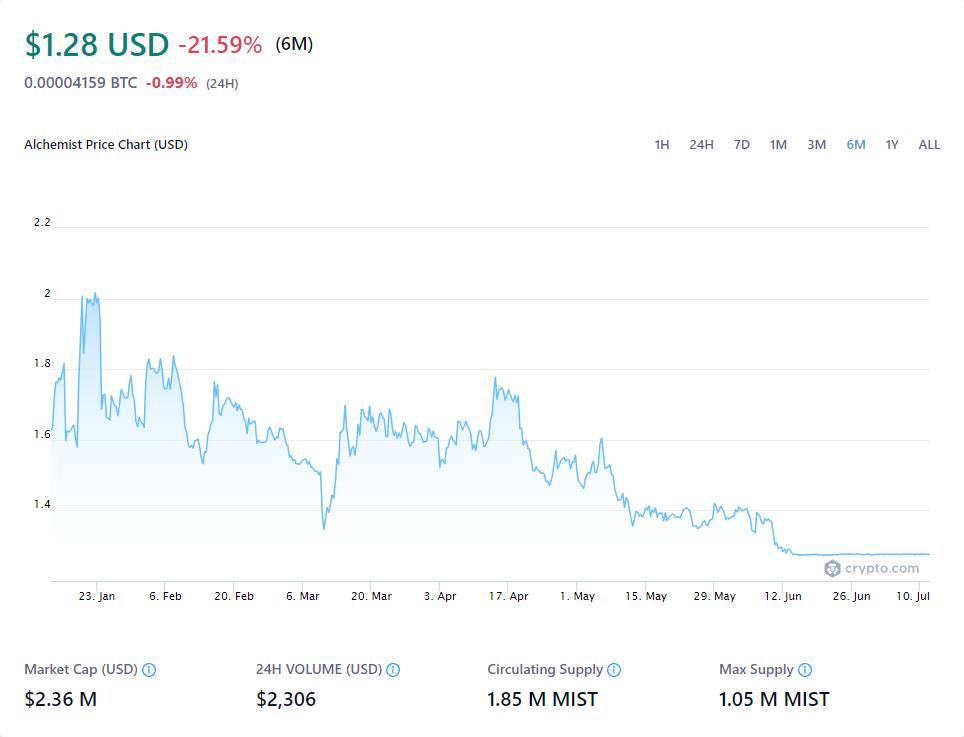 $1.28 USD -21.59% (6M)
0.00004159 BTC -0.99% (24H)
Alchemist Price Chart (USD) 1H 24H 7D 1M 3M 6M 1Y ALL
2.2
2
1.8
1.6
1.4
crypto.com
23. Jan 6. Feb 20. Feb 6. Mar 20. Mar 3. Apr 17. Apr 1. May 15. May 29. May 12. Jun 26. Jun 10. Jul
Market Cap (USD) 24H VOLUME (USD) Circulating Supply Max Supply
$2.36 M $2,306 1.85 M MIST 1.05 M MIST